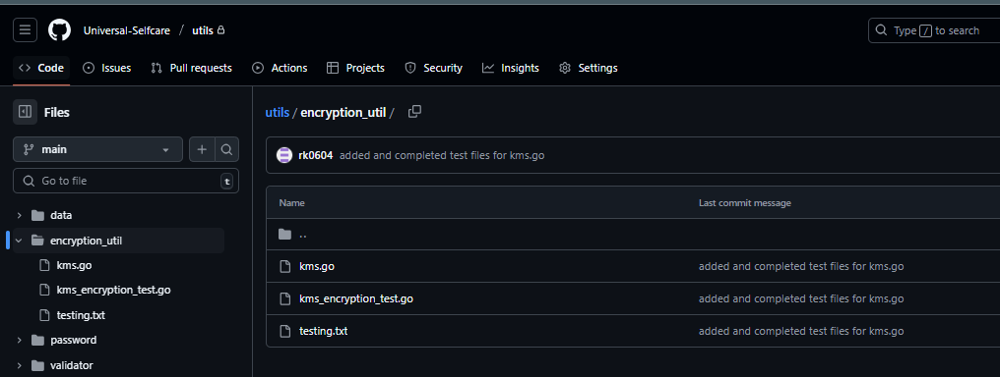 Universal-Selfcare / utils
Type / to search
Code Issues Pull requests Actions Projects Security Insights Settings
Files
main
Go to file
t
data
encryption_util
kms.go
kms_encryption_test.go
testing.txt
password
validator
utils / encryption_util /
rk0604 added and completed test files for kms.go
Name Last commit message
..
kms.go added and completed test files for kms.go
kms_encryption_test.go added and completed test files for kms.go
testing.txt added and completed test files for kms.go